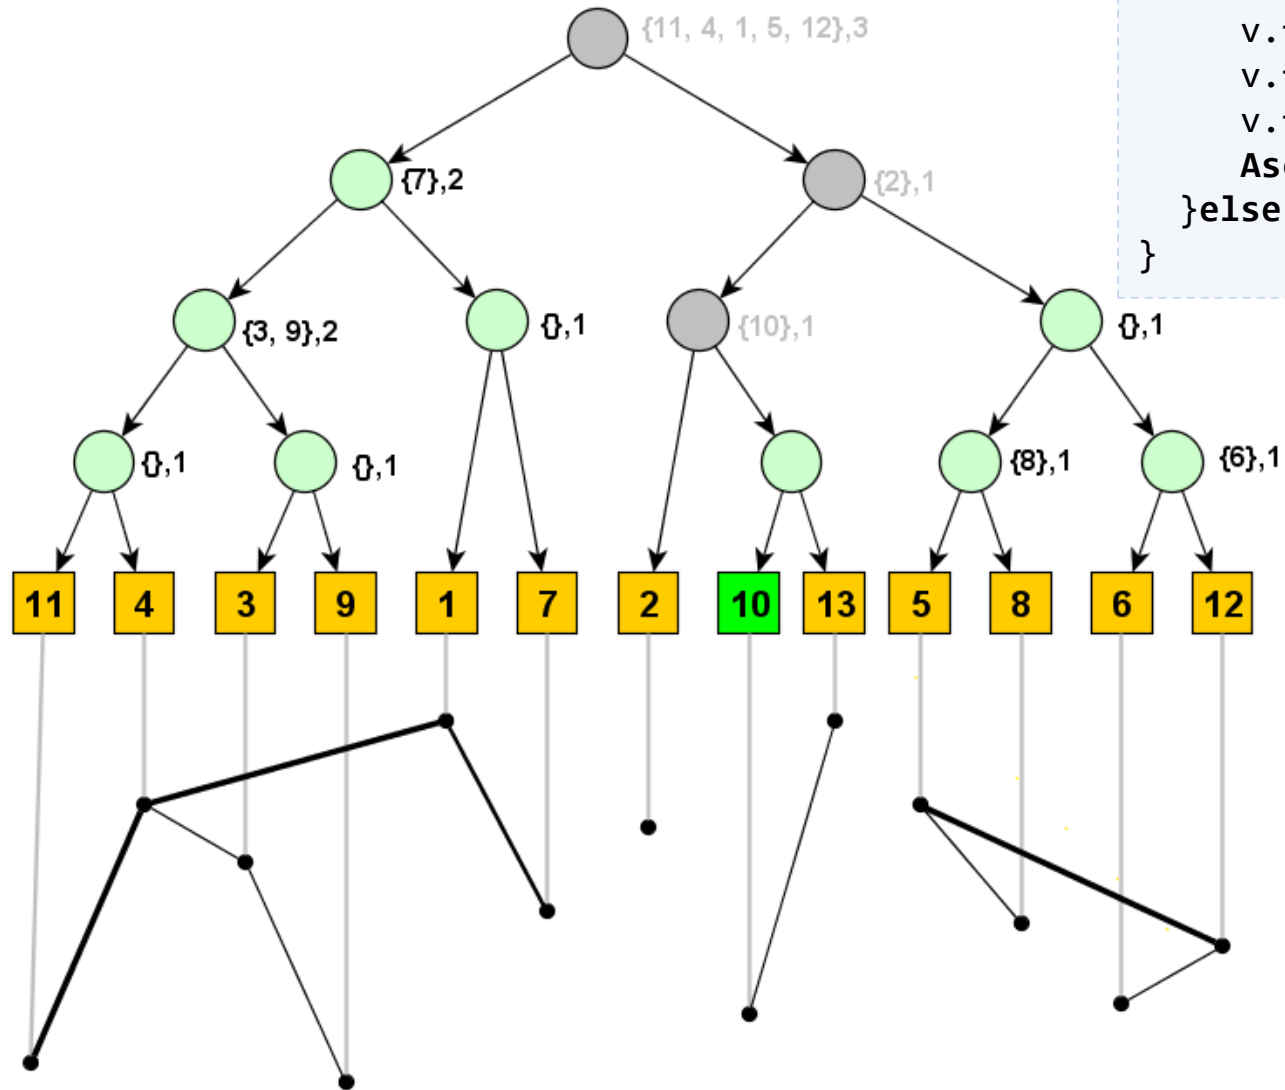 {11, 4, 1, 5, 12},3
v.
v.
v.
}else
}
{7},2
{2},1
{3, 9},2
{},1
{10},1
{},1
{},1
{},1
{8},1
{6},1
11 4 3 9 1 7 2 10 13 5 8 6 12